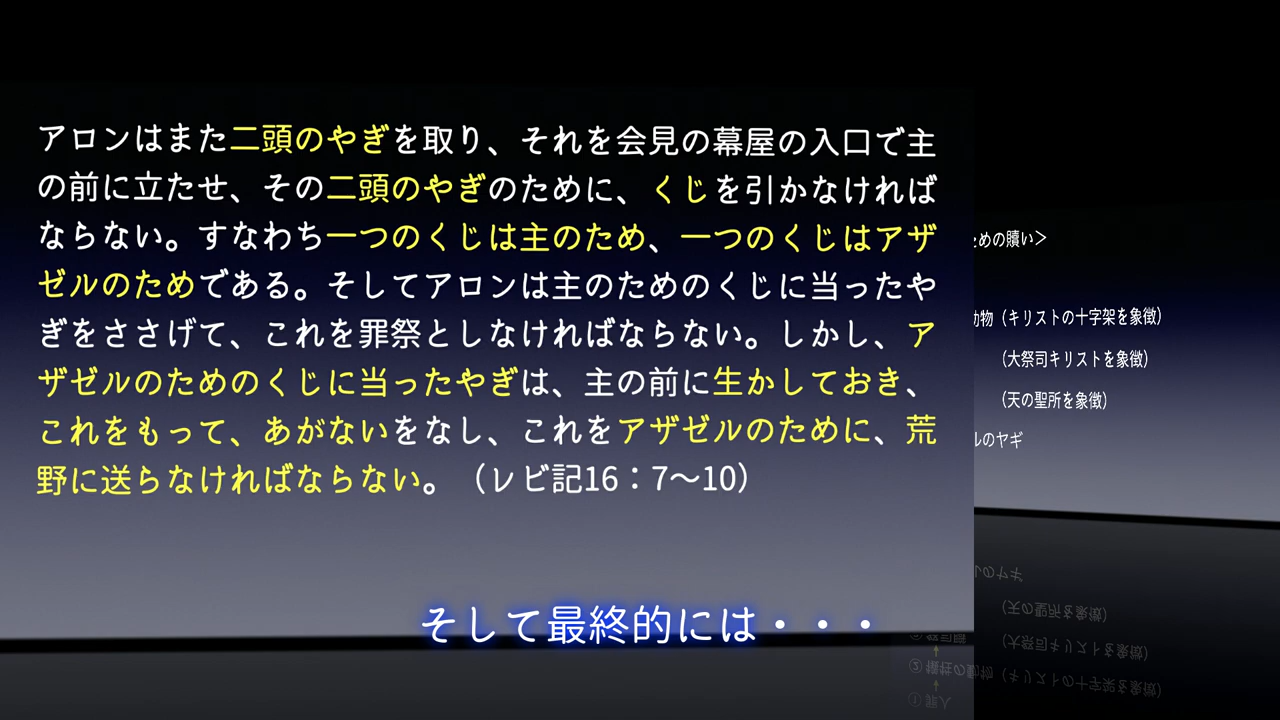 アロンはまた二頭のやぎを取り、それを会見の幕屋の入口で主
の前に立たせ、その二頭のやぎのために、くじを引かなければ
ならない。すなわち一つのくじは主のため、一つのくじはアザ
ゼルのためである。そしてアロンは主のためのくじに当ったや
ぎをささげて、これを罪祭としなければならない。しかし、ア
ザゼルのためのくじに当ったやぎは、主の前に生かしておき、
これをもって、あがないをなし、これをアザゼルのために、荒
野に送らなければならない。（レビ記16：7〜10）
ための贖い＞
動物（キリストの十字架を象徴）
（大祭司キリストを象徴）
（天の聖所を象徴）
ルのヤギ
そして最終的には・・・